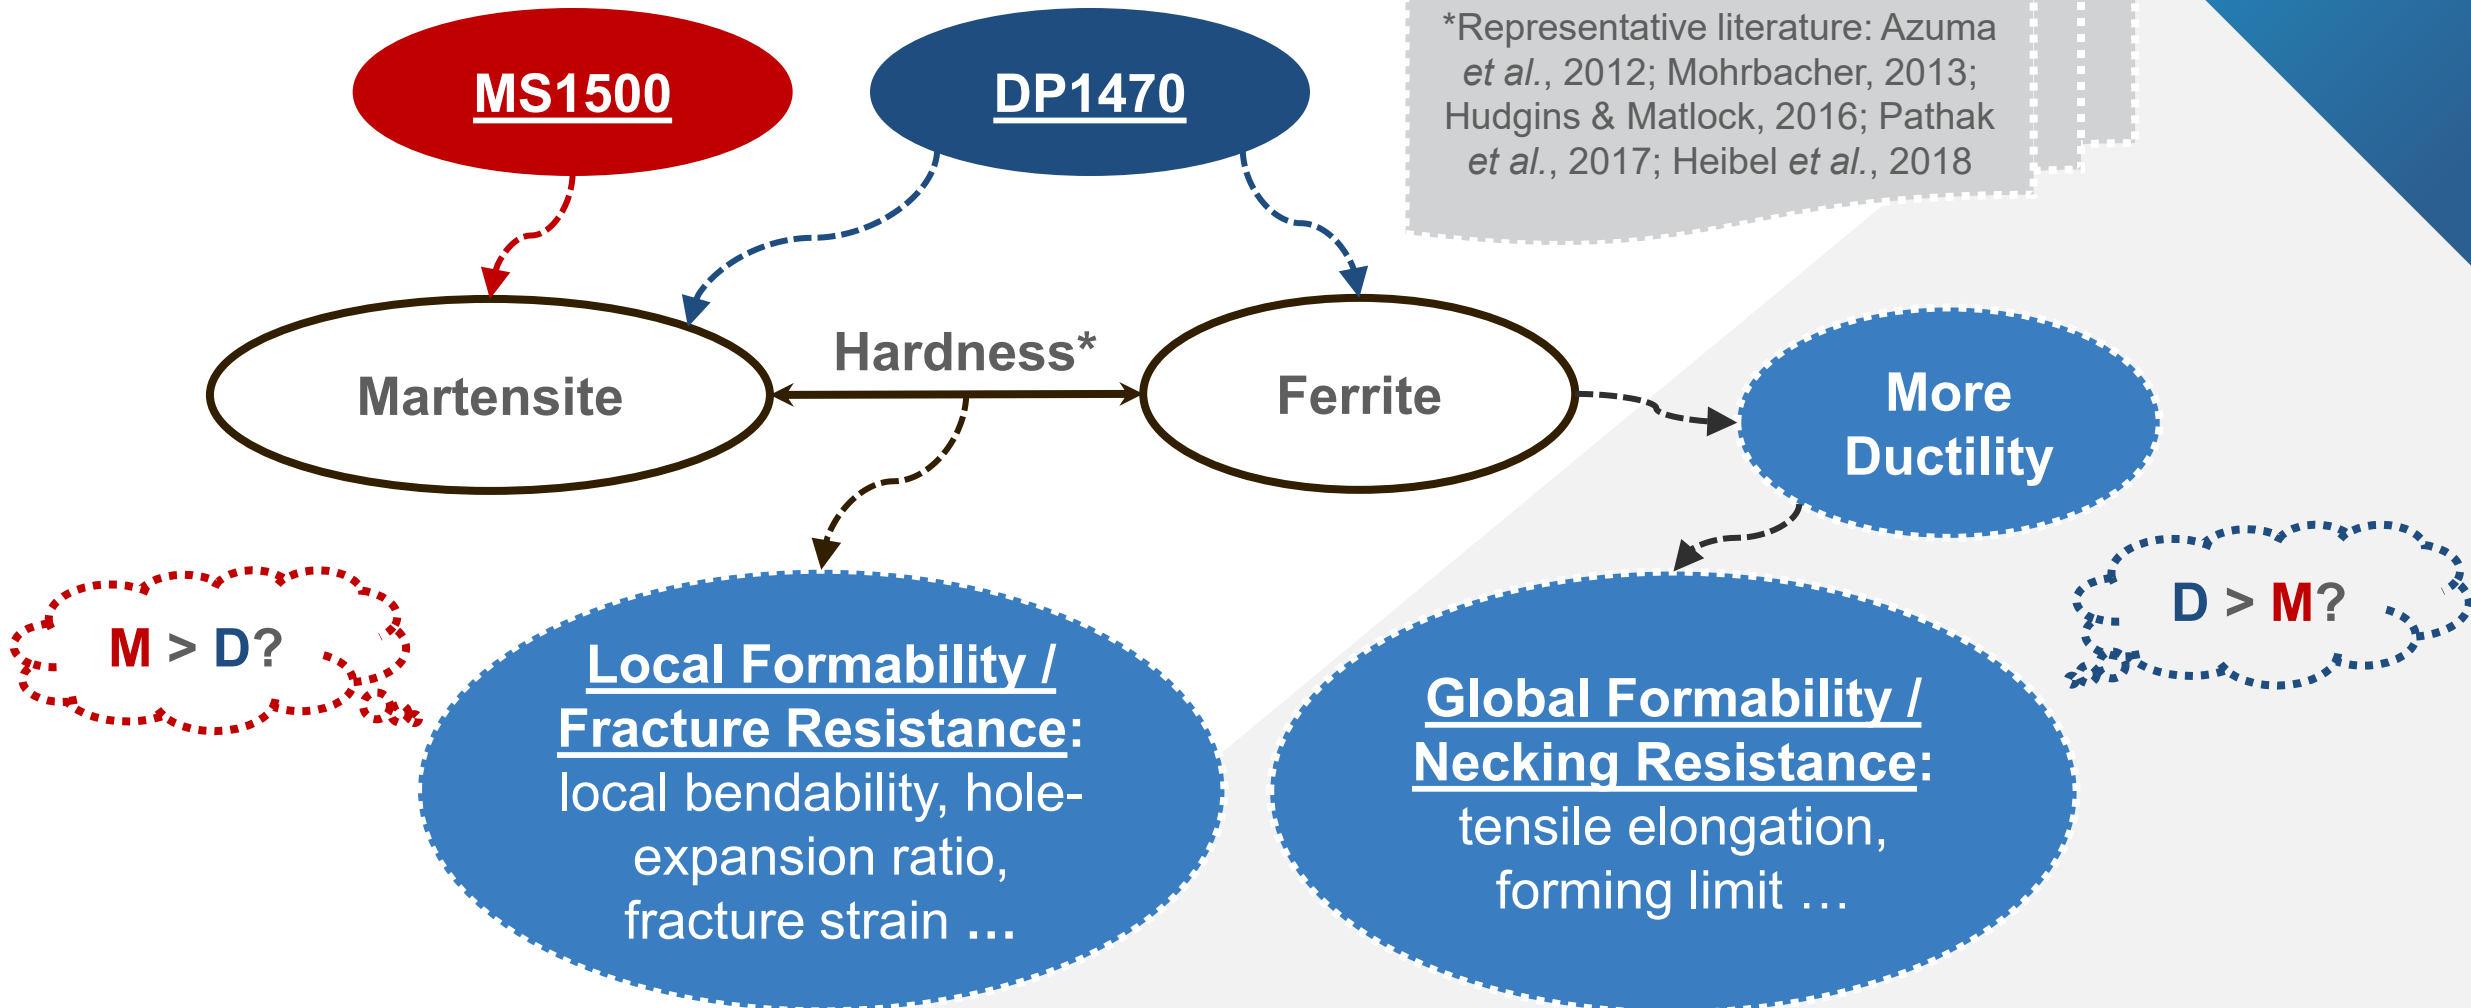 MS1500
DP1470
*Representative literature: Azuma
et al., 2012; Mohrbacher, 2013;
Hudgins & Matlock, 2016; Pathak
et al., 2017; Heibel et al., 2018
Martensite
Hardness*
Ferrite
More
Ductility
M > D?
D > M?
Local Formability /
Fracture Resistance:
local bendability, hole-
expansion ratio,
fracture strain ...
Global Formability /
Necking Resistance:
tensile elongation,
forming limit ...